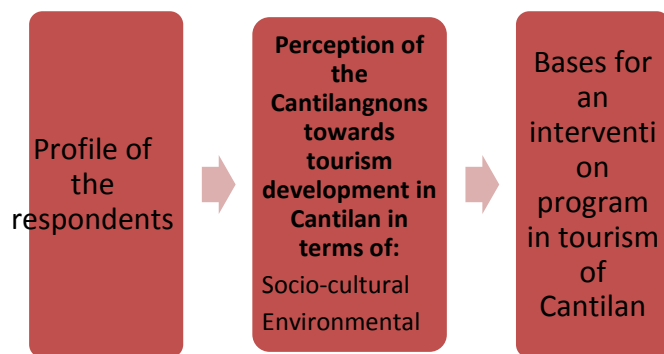 Profile of
the
respondents
Perception of
the
Cantilangnons
towards
tourism
development in
Cantilan in
terms of:
Socio-cultural
Environmental
Bases for
an
interventi
on
program
in tourism
of
Cantilan